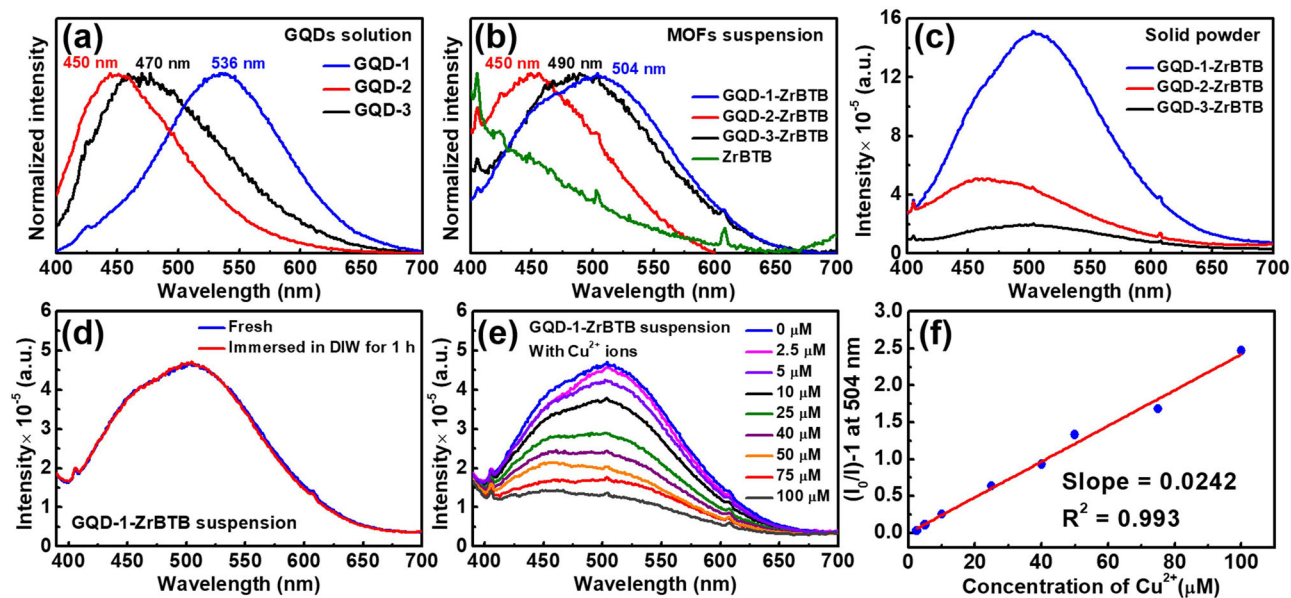 (a)
GQDs solution
450 nm 470 nm 536 nm
GQD-1
GQD-2
GQD-3
Normalized intensity
400 450 500 550 600 650 700
Wavelength (nm)
(b)
MOFs suspension
450 nm 490 nm 504 nm
GQD-1-ZrBTB
GQD-2-ZrBTB
GQD-3-ZrBTB
ZrBTB
Normalized intensity
400 450 500 550 600 650 700
Wavelength (nm)
(c)
Solid powder
GQD-1-ZrBTB
GQD-2-ZrBTB
GQD-3-ZrBTB
Intensity× 10⁻⁵ (a.u.)
16
12
8
4
0
400 450 500 550 600 650 700
Wavelength (nm)
(d)
Fresh
Immersed in DIW for 1 h
GQD-1-ZrBTB suspension
Intensity× 10⁻⁵ (a.u.)
6
5
4
3
2
1
0
400 450 500 550 600 650 700
Wavelength (nm)
(e)
GQD-1-ZrBTB suspension
With Cu²⁺ ions
0 μM
2.5 μM
5 μM
10 μM
25 μM
40 μM
50 μM
75 μM
100 μM
Intensity× 10⁻⁵ (a.u.)
6
5
4
3
2
1
0
400 450 500 550 600 650 700
Wavelength (nm)
(f)
(I₀/I)-1 at 504 nm
2.5
2.0
1.5
1.0
0.5
0.0
Slope = 0.0242
R² = 0.993
20 40 60 80 100
Concentration of Cu²⁺(μM)